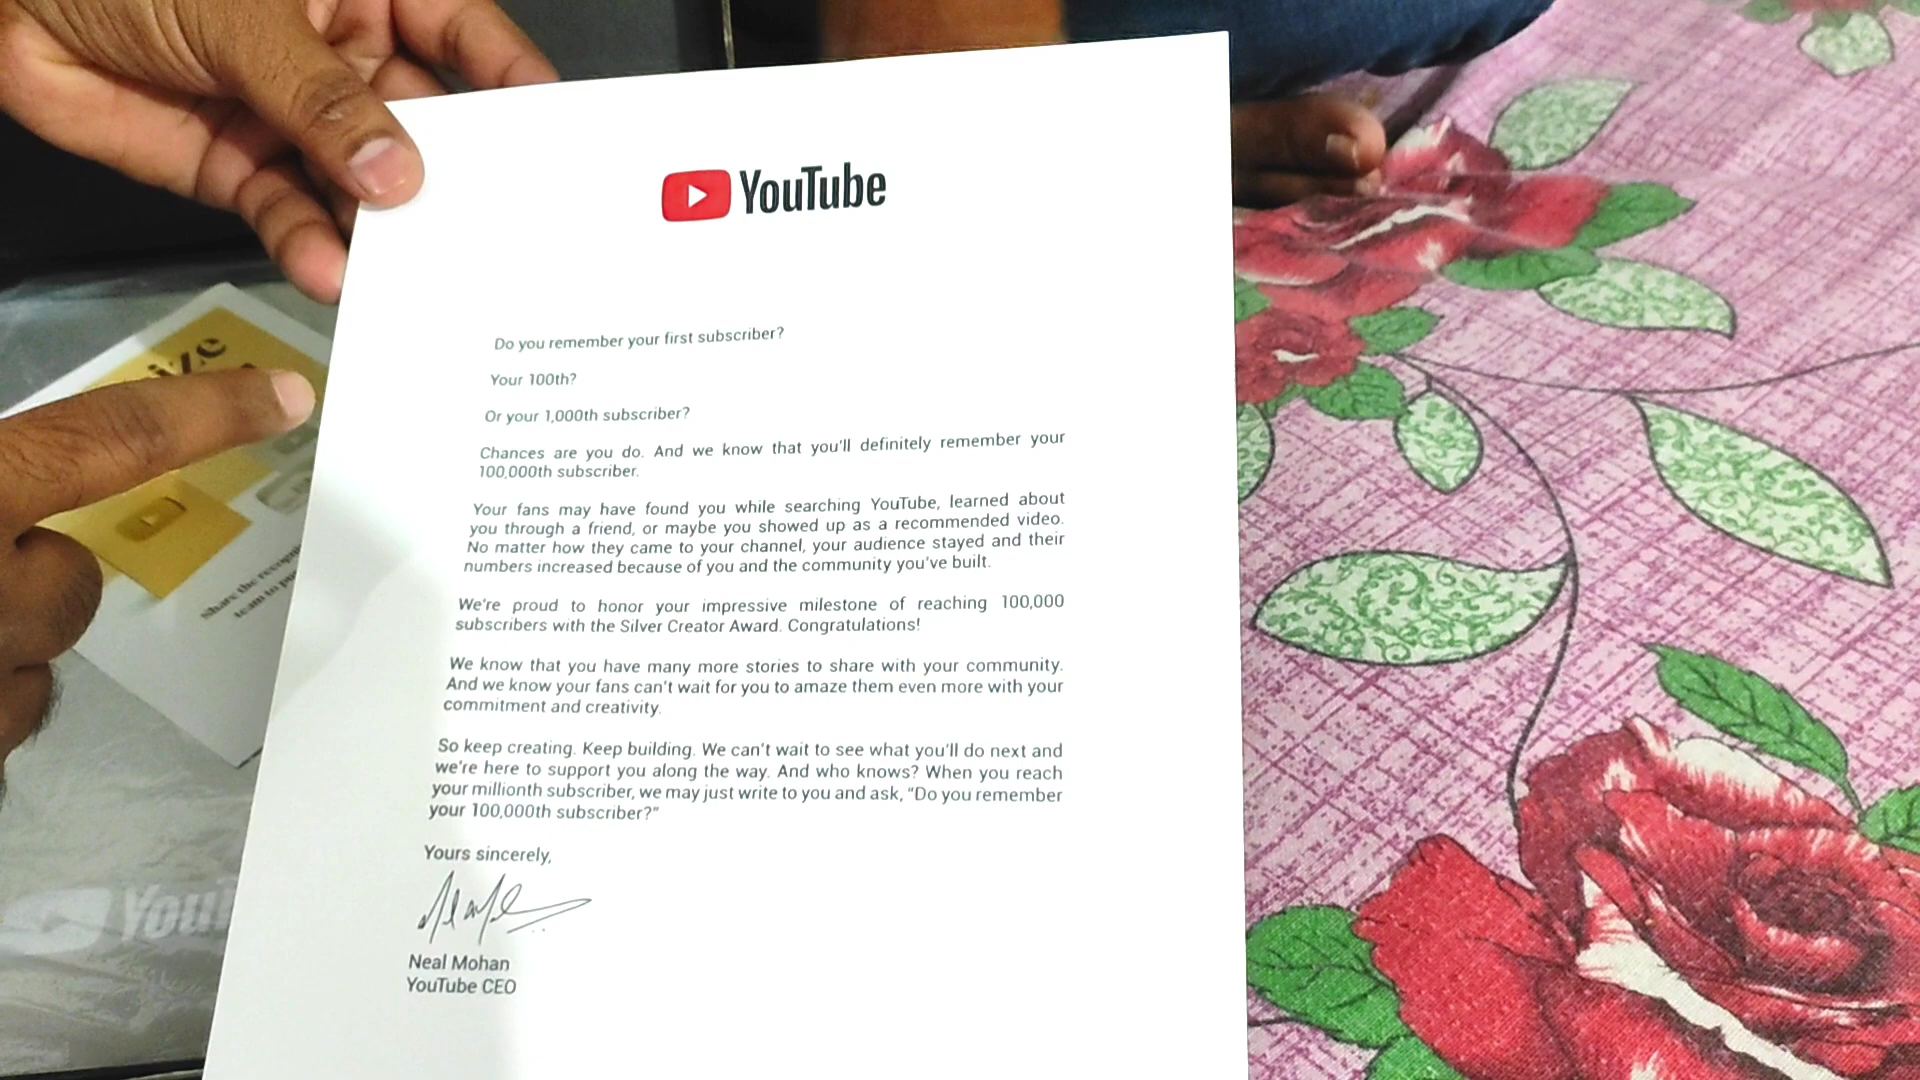 YouTube
Do you remember your first subscriber?
Your 100th?
Or your 1,000th subscriber?
Chances are you do. And we know that you'll definitely remember your
100,000th subscriber.
Your fans may have found you while searching YouTube, learned about
you through a friend, or maybe you showed up as a recommended video.
No matter how they came to your channel, your audience stayed and their
numbers increased because of you and the community you've built.
We're proud to honor your impressive milestone of reaching 100,000
subscribers with the Silver Creator Award. Congratulations!
We know that you have many more stories to share with your community.
And we know your fans can't wait for you to amaze them even more with your
commitment and creativity.
So keep creating. Keep building. We can't wait to see what you'll do next and
we're here to support you along the way. And who knows? When you reach
your millionth subscriber, we may just write to you and ask, “Do you remember
your 100,000th subscriber?”
Yours sincerely,
Neal Mohan
YouTube CEO
Share the
team to
You